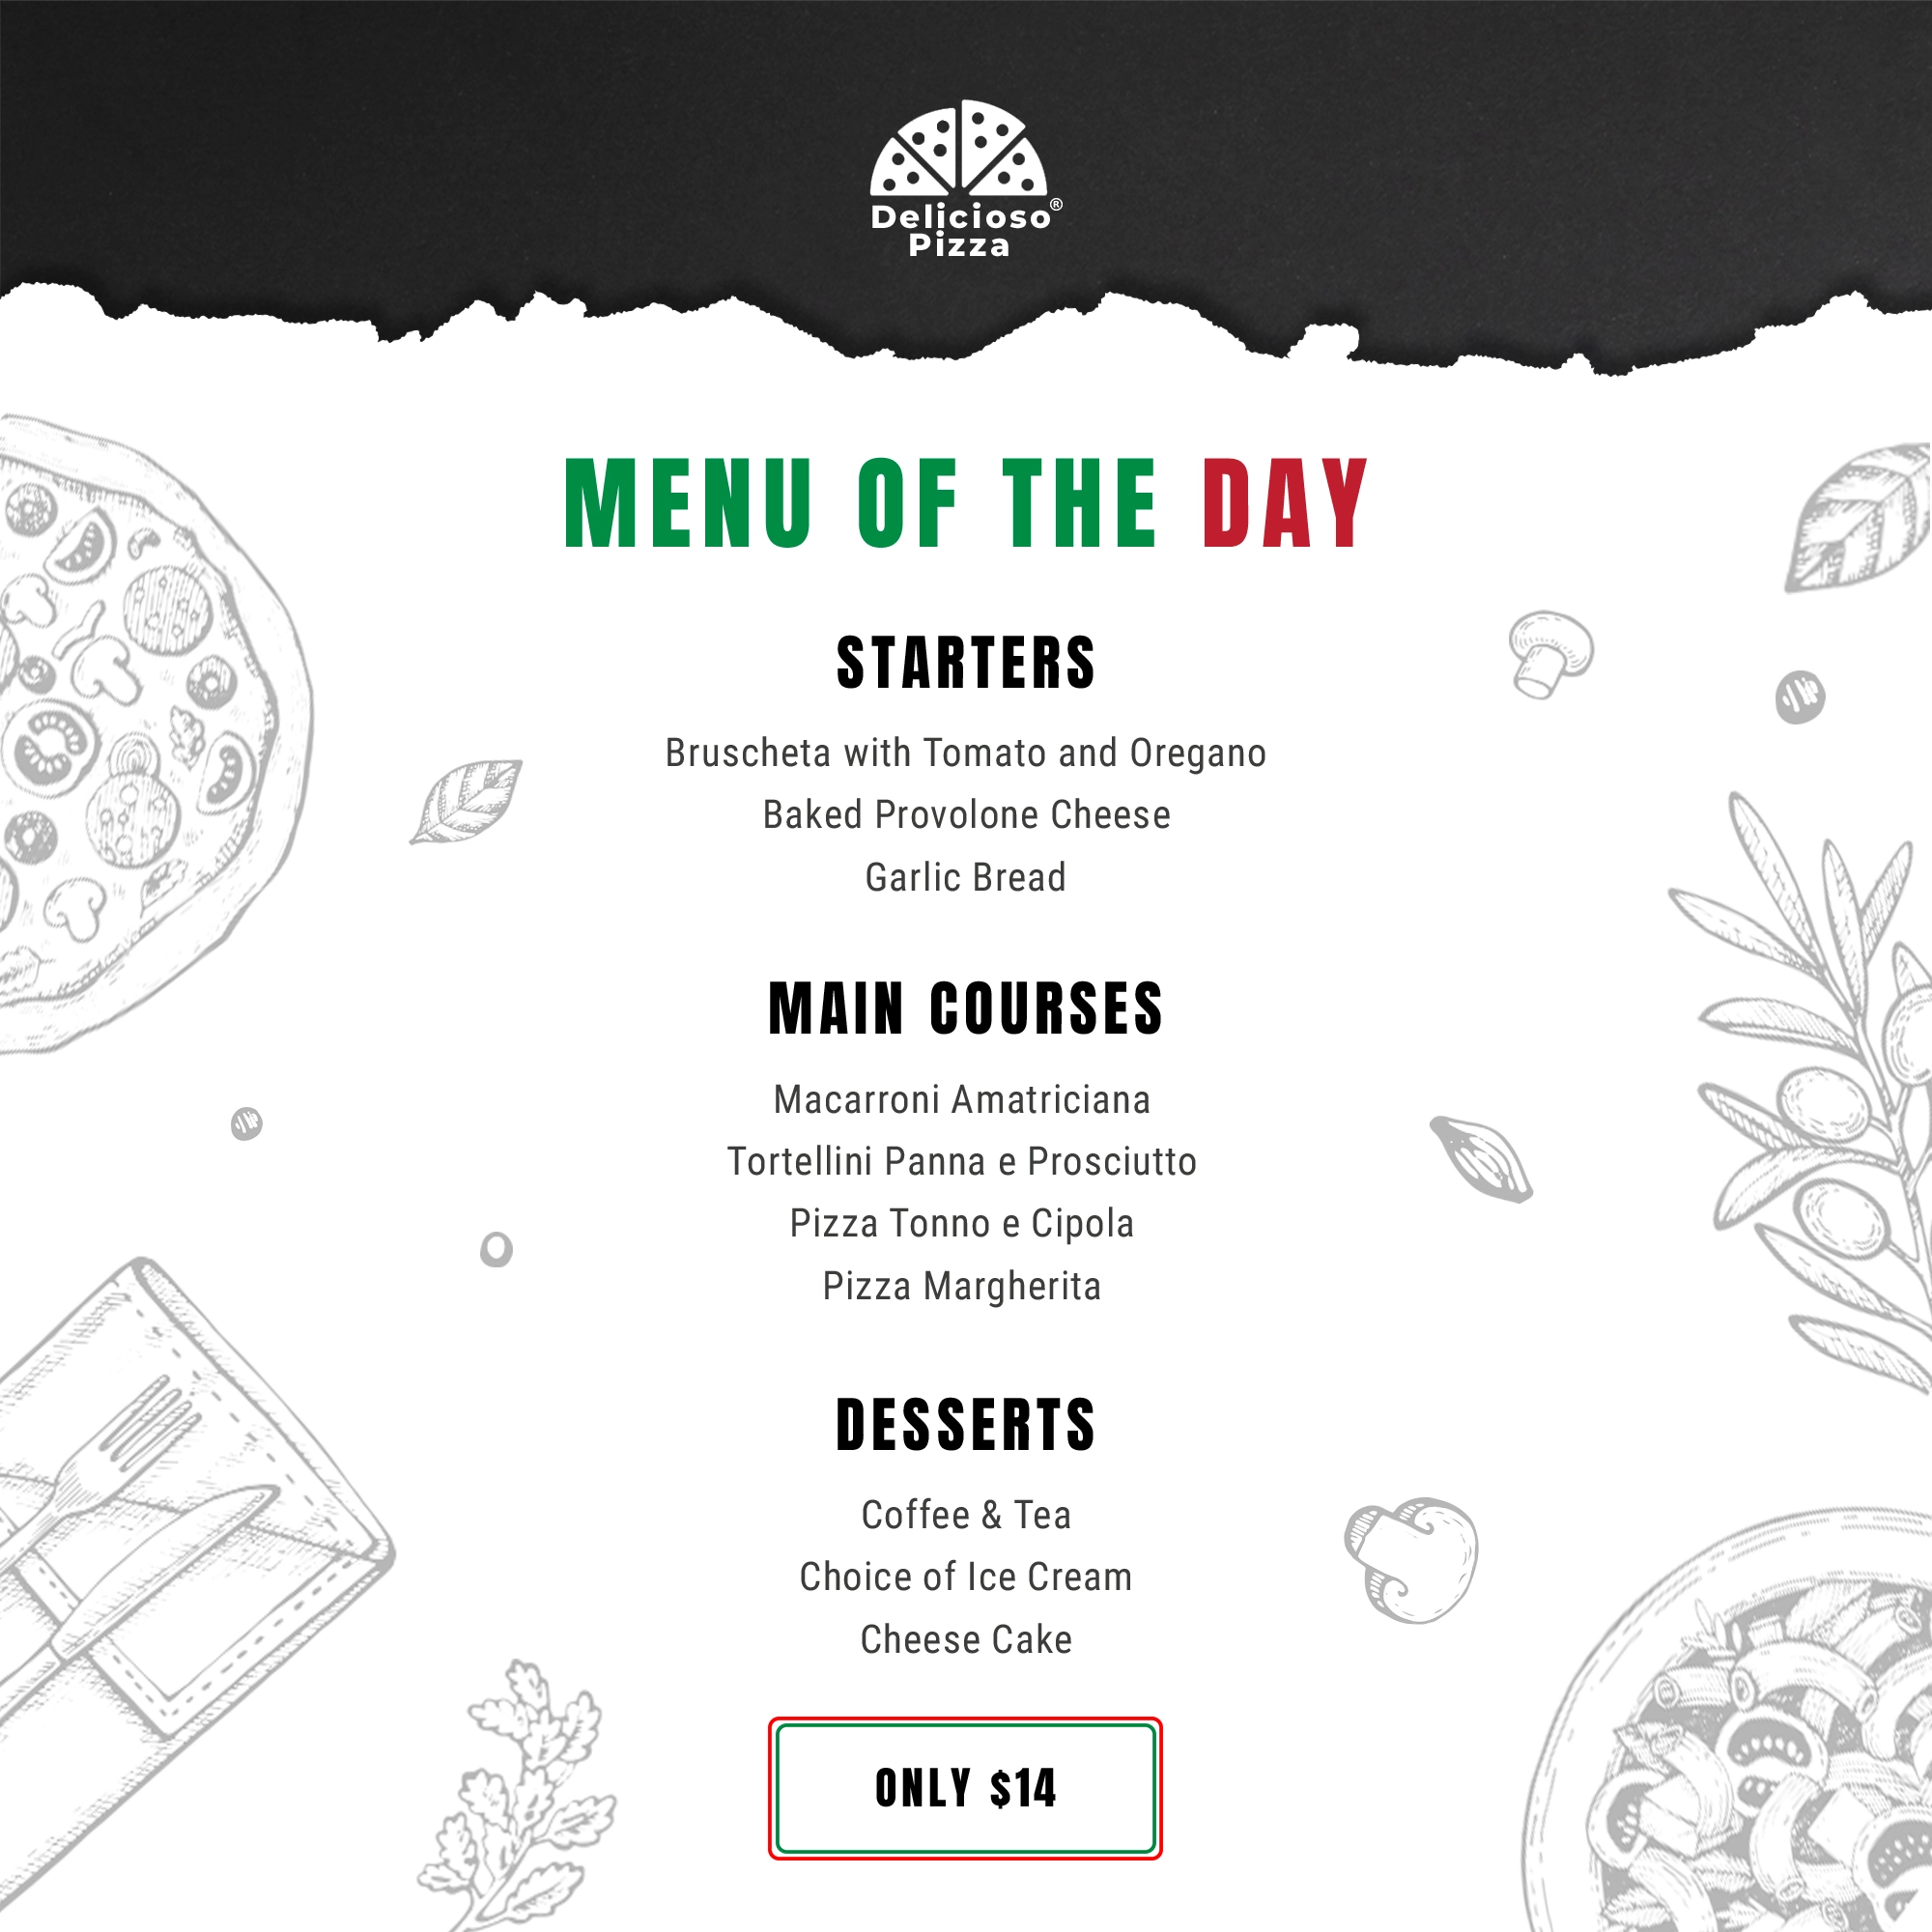 Delicioso®
Pizza
MENU OF THE DAY
STARTERS
Bruscheta with Tomato and Oregano
Baked Provolone Cheese
Garlic Bread
MAIN COURSES
Macarroni Amatriciana
Tortellini Panna e Prosciutto
Pizza Tonno e Cipola
Pizza Margherita
DESSERTS
Coffee & Tea
Choice of Ice Cream
Cheese Cake
ONLY $14